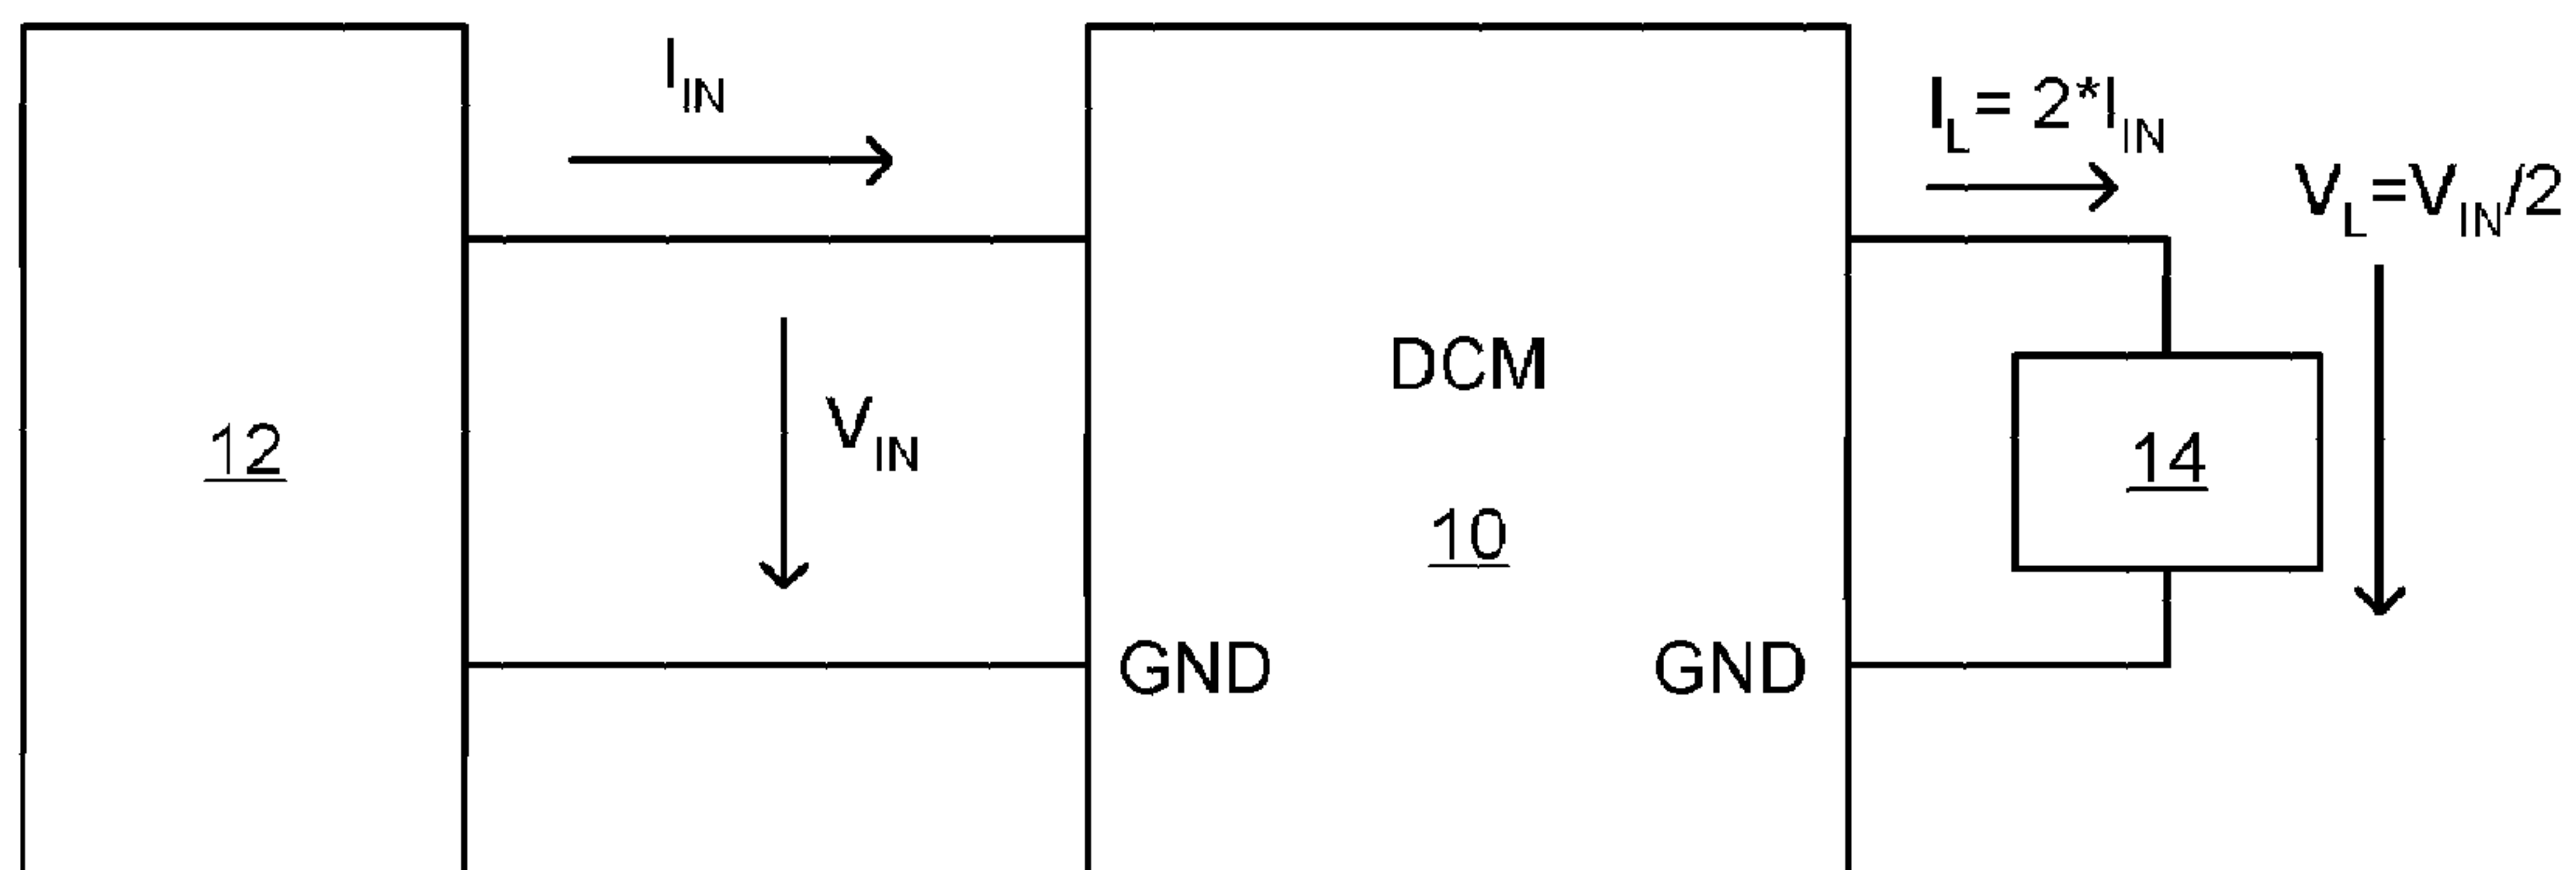 I_IN
I_L= 2*I_IN
V_L=V_IN/2
DCM
V_IN
12
14
10
GND
GND